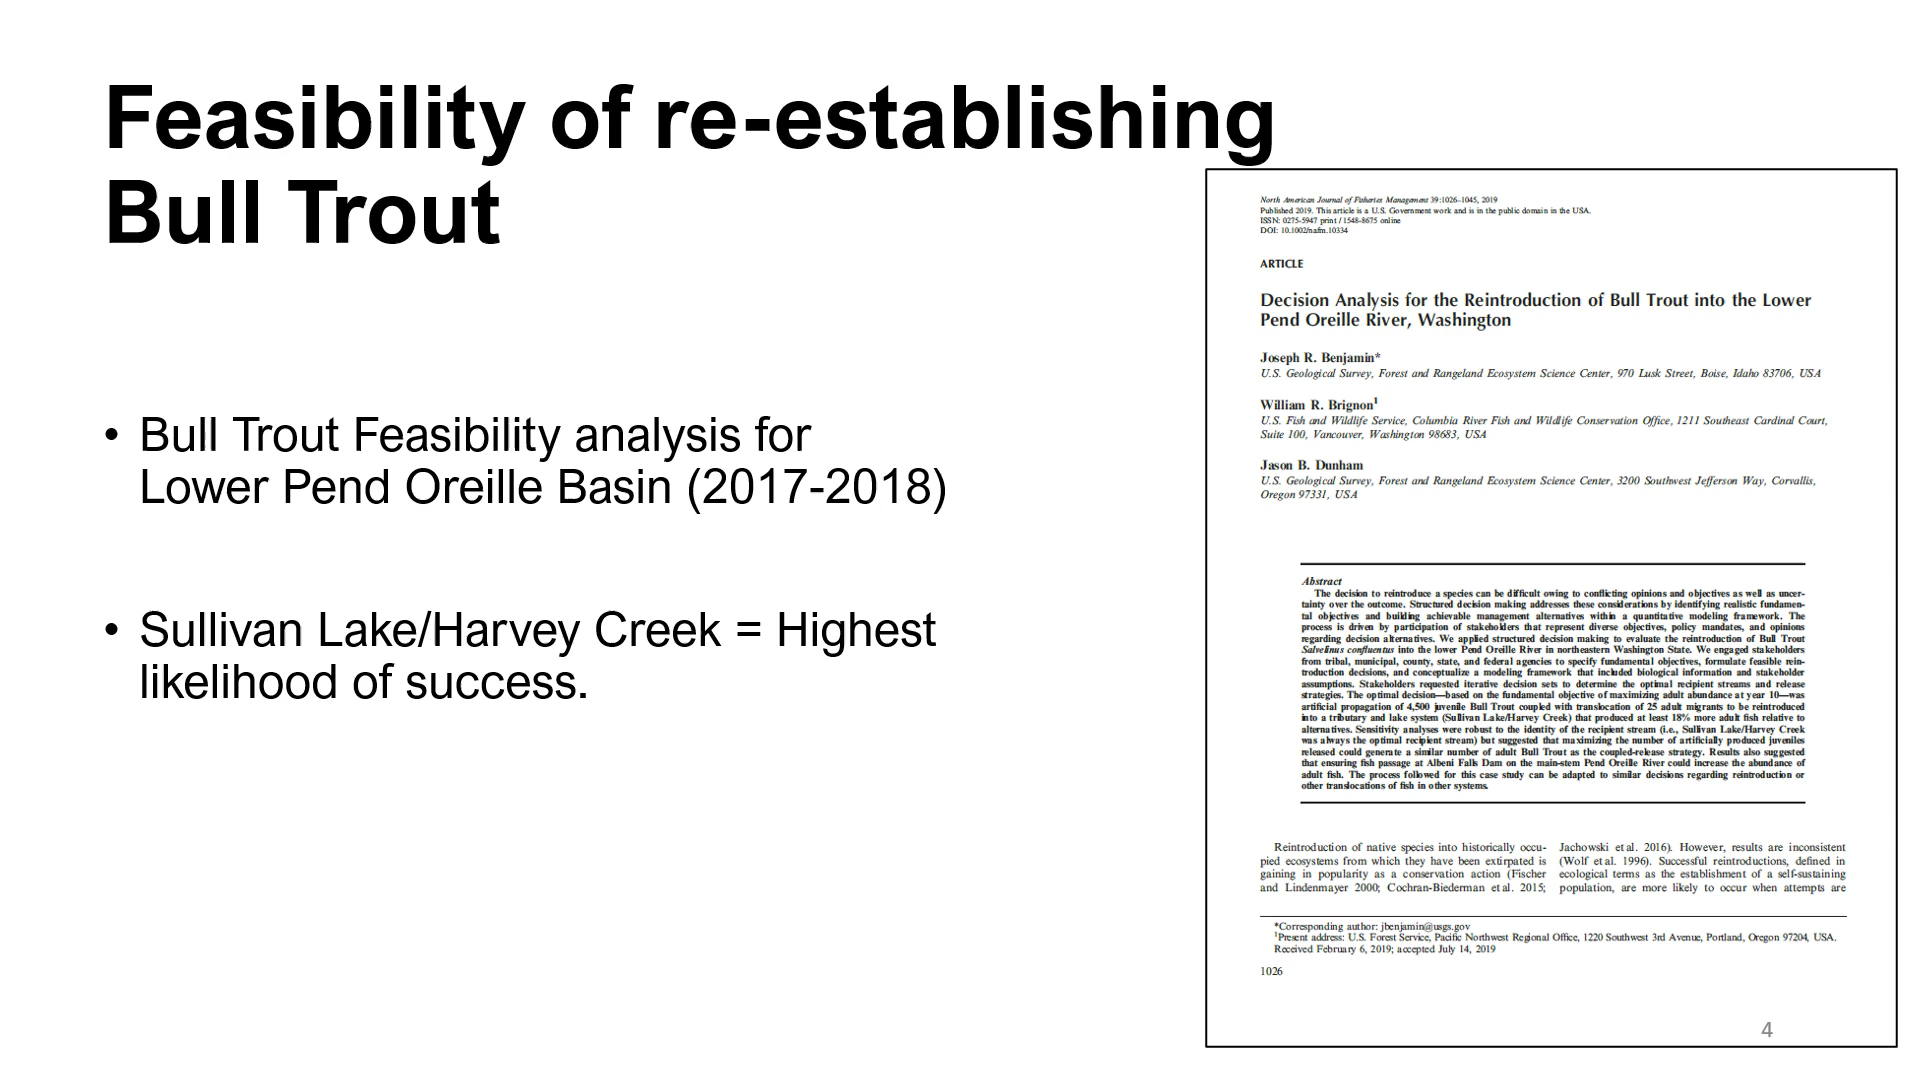 Feasibility of re-establishing
Bull Trout
• Bull Trout Feasibility analysis for
Lower Pend Oreille Basin (2017-2018)
• Sullivan Lake/Harvey Creek = Highest
likelihood of success.
North American Journal of Fisheries Management 39:1026–1045, 2019
Published 2019. This article is a U.S. Government work and is in the public domain in the USA.
ISSN: 0275-5947 print / 1548-8675 online
DOI: 10.1002/nafm.10334
ARTICLE
Decision Analysis for the Reintroduction of Bull Trout into the Lower
Pend Oreille River, Washington
Joseph R. Benjamin*
U.S. Geological Survey, Forest and Rangeland Ecosystem Science Center, 970 Lusk Street, Boise, Idaho 83706, USA
William R. Brignon¹
U.S. Fish and Wildlife Service, Columbia River Fish and Wildlife Conservation Office, 1211 Southeast Cardinal Court,
Suite 100, Vancouver, Washington 98683, USA
Jason B. Dunham
U.S. Geological Survey, Forest and Rangeland Ecosystem Science Center, 3200 Southwest Jefferson Way, Corvallis,
Oregon 97331, USA
Abstract
The decision to reintroduce a species can be difficult owing to conflicting opinions and objectives as well as uncer-
tainty over the outcome. Structured decision making addresses these considerations by identifying realistic fundamen-
tal objectives and building achievable management alternatives within a quantitative modeling framework. The
process is driven by participation of stakeholders that represent diverse objectives, policy mandates, and opinions
regarding decision alternatives. We applied structured decision making to evaluate the reintroduction of Bull Trout
Salvelinus confluentus into the lower Pend Oreille River in northeastern Washington State. We engaged stakeholders
from tribal, municipal, county, state, and federal agencies to specify fundamental objectives, formulate feasible rein-
troduction decisions, and conceptualize a modeling framework that included biological information and stakeholder
assumptions. Stakeholders requested iterative decision sets to determine the optimal recipient streams and release
strategies. The optimal decision—based on the fundamental objective of maximizing adult abundance at year 10—was
artificial propagation of 4,500 juvenile Bull Trout coupled with translocation of 25 adult migrants to be reintroduced
into a tributary and lake system (Sullivan Lake/Harvey Creek) that produced at least 18% more adult fish relative to
alternatives. Sensitivity analyses were robust to the identity of the recipient stream (i.e., Sullivan Lake/Harvey Creek
was always the optimal recipient stream) but suggested that maximizing the number of artificially produced juveniles
released could generate a similar number of adult Bull Trout as the coupled-release strategy. Results also suggested
that ensuring fish passage at Albeni Falls Dam on the main-stem Pend Oreille River could increase the abundance of
adult fish. The process followed for this case study can be adapted to similar decisions regarding reintroduction or
other translocations of fish in other systems.
Reintroduction of native species into historically occu-
pied ecosystems from which they have been extirpated is
gaining in popularity as a conservation action (Fischer
and Lindenmayer 2000; Cochran-Biederman et al. 2015;
Jachowski et al. 2016). However, results are inconsistent
(Wolf et al. 1996). Successful reintroductions, defined in
ecological terms as the establishment of a self-sustaining
population, are more likely to occur when attempts are
*Corresponding author: jbenjamin@usgs.gov
¹Present address: U.S. Forest Service, Pacific Northwest Regional Office, 1220 Southwest 3rd Avenue, Portland, Oregon 97204, USA.
Received February 6, 2019; accepted July 14, 2019
1026
4